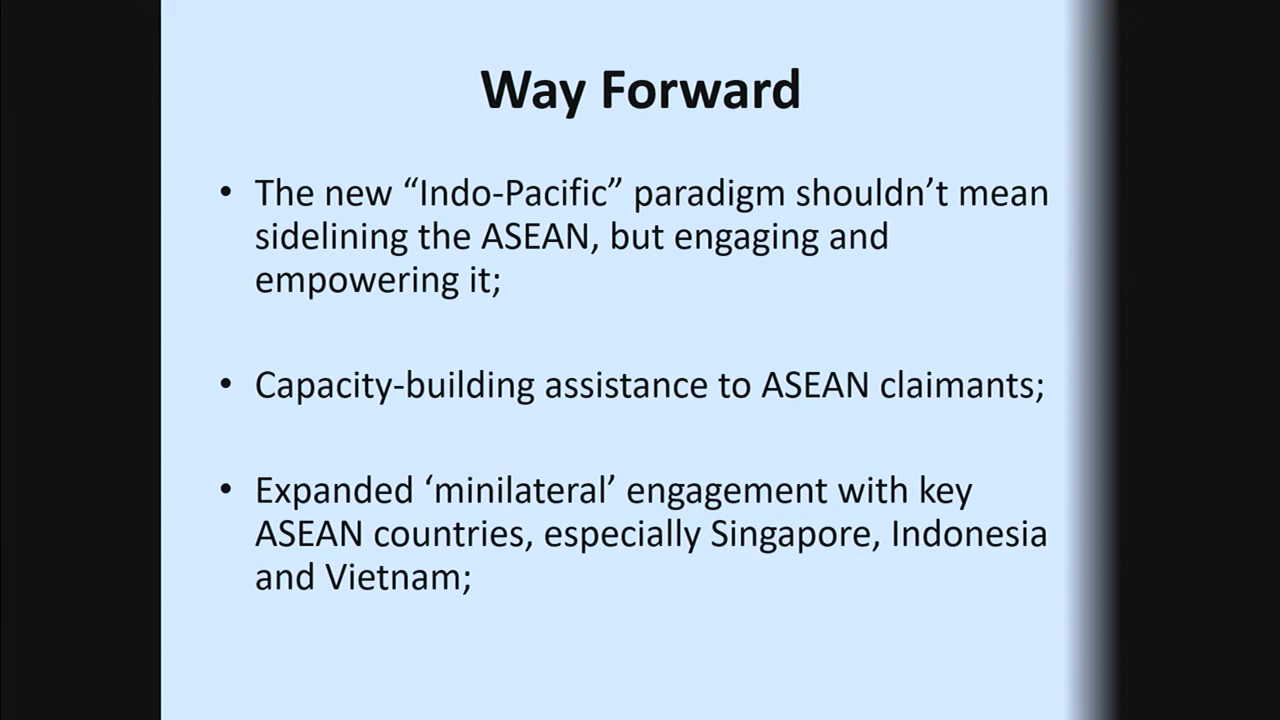 Way Forward
• The new “Indo-Pacific” paradigm shouldn’t mean
sidelining the ASEAN, but engaging and
empowering it;
• Capacity-building assistance to ASEAN claimants;
• Expanded ‘minilateral’ engagement with key
ASEAN countries, especially Singapore, Indonesia
and Vietnam;